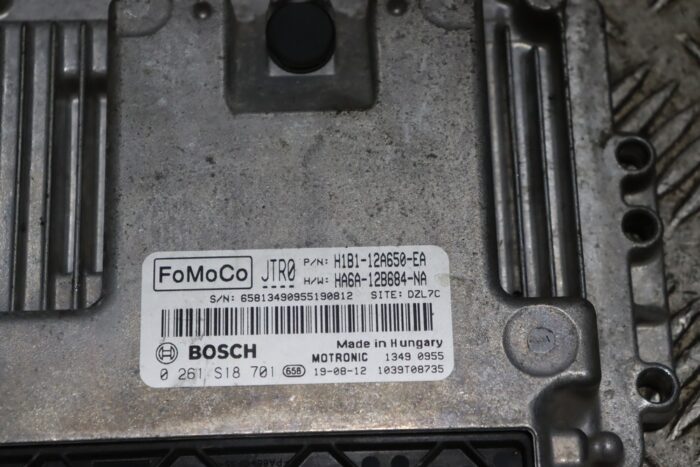 FoMoCo JTR0 P/N: H1B1-12A650-EA
H/W: HA6A-12B684-NA
S/N: 65813490955190812 SITE: DZL7C
Made in Hungary
BOSCH MOTRONIC 1349 0955
0 261 S18 701 658 19-08-12 1039T08735